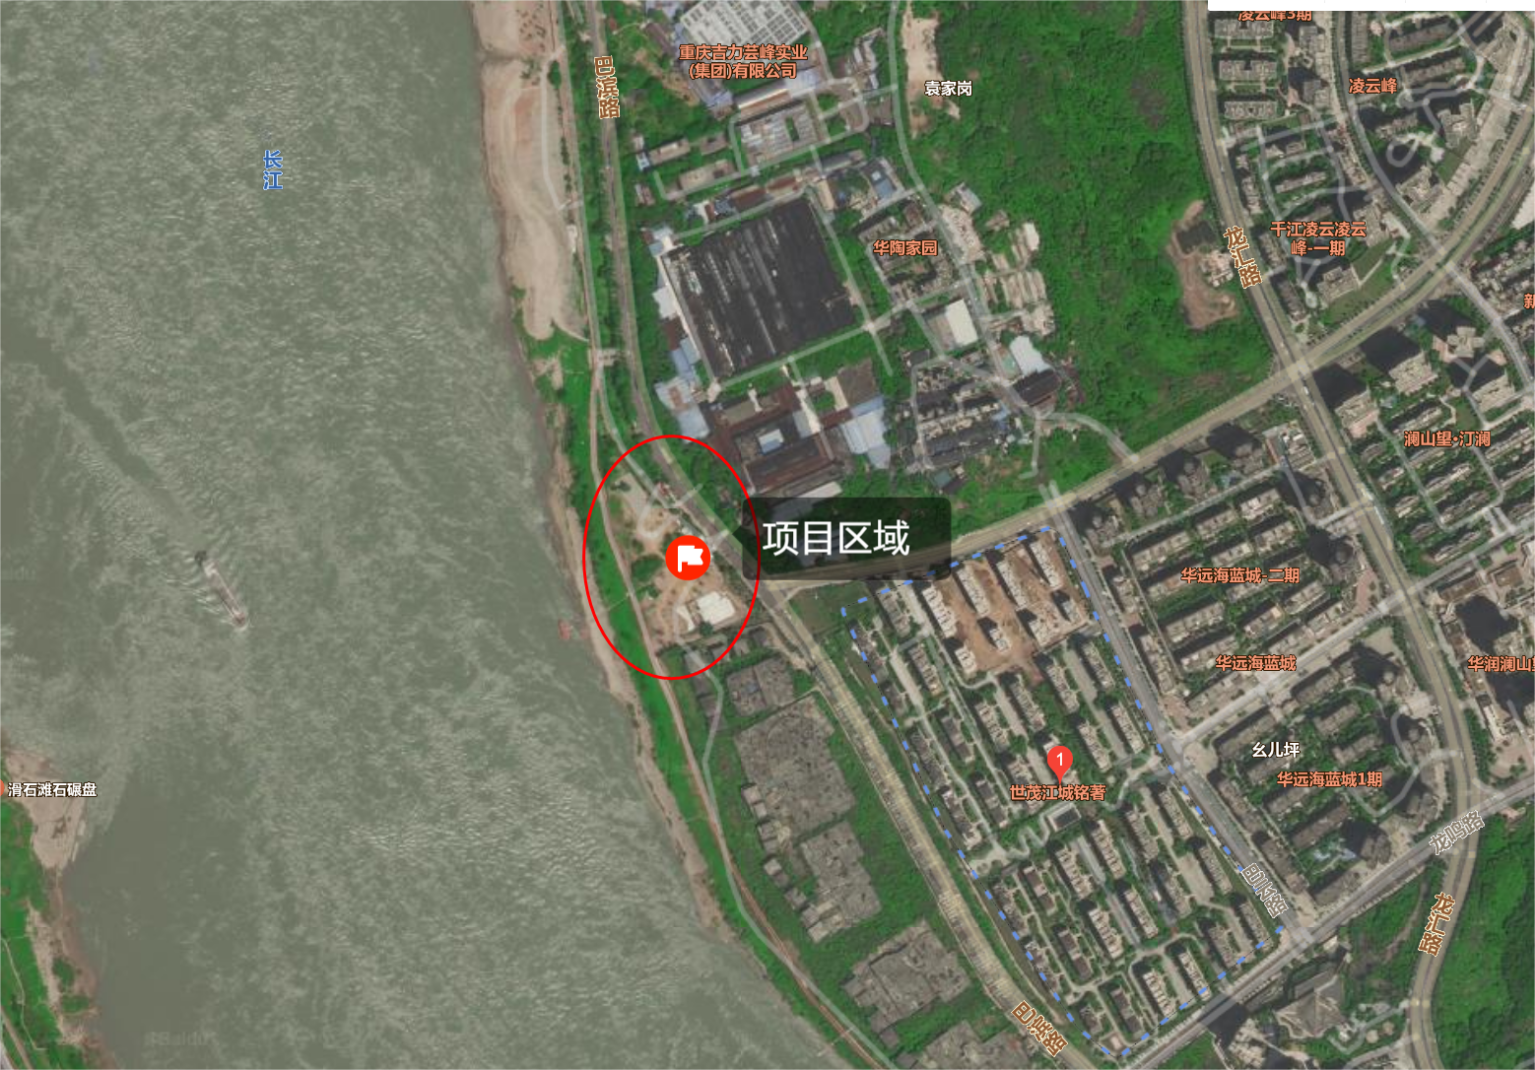 凌云峰3期
重庆吉力芸峰实业
(集团)有限公司
巴滨路
袁家岗
凌云峰
长江
千江凌云凌云
峰-一期
龙汇路
华陶家园
新
澜山望·汀澜
项目区域
华远海蓝城-二期
华远海蓝城
华润澜山望
幺儿坪
华远海蓝城1期
1
世茂江城铭著
滑石滩石碾盘
龙鸣路
龙汇路
巴滨路